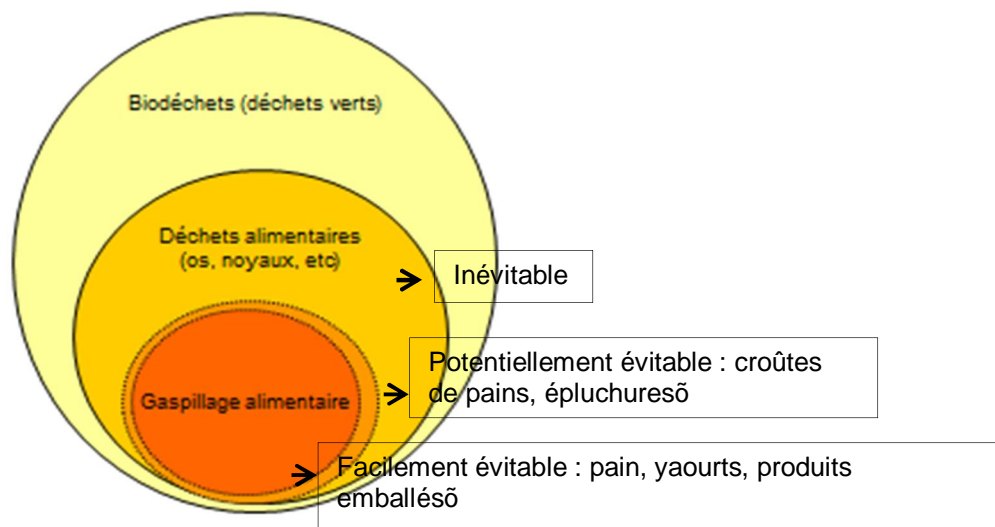 Biodéchets (déchets verts)
Déchets alimentaires
(os, noyaux, etc)
Inévitable
Potentiellement évitable : croûtes
de pains, épluchuresõ
Gaspillage alimentaire
Facilement évitable : pain, yaourts, produits
emballésõ